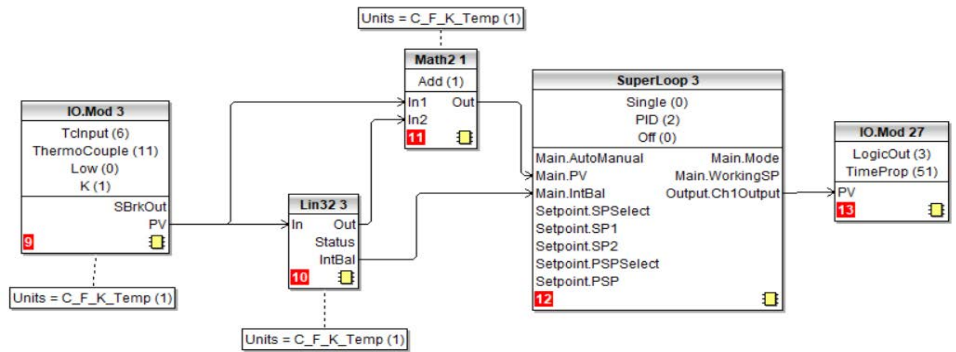 Units = C_F_K_Temp (1)
Math2 1
Add (1)
In1 Out
In2
11
IO.Mod 3
TcInput (6)
ThermoCouple (11)
Low (0)
K (1)
SBrkOut
PV
9
Units = C_F_K_Temp (1)
Lin32 3
In Out
Status
IntBal
10
Units = C_F_K_Temp (1)
SuperLoop 3
Single (0)
PID (2)
Off (0)
Main.AutoManual Main.Mode
Main.PV Main.WorkingSP
Main.IntBal Output.Ch1Output
Setpoint.SPSelect
Setpoint.SP1
Setpoint.SP2
Setpoint.PSPSelect
Setpoint.PSP
12
IO.Mod 27
LogicOut (3)
TimeProp (51)
PV
13